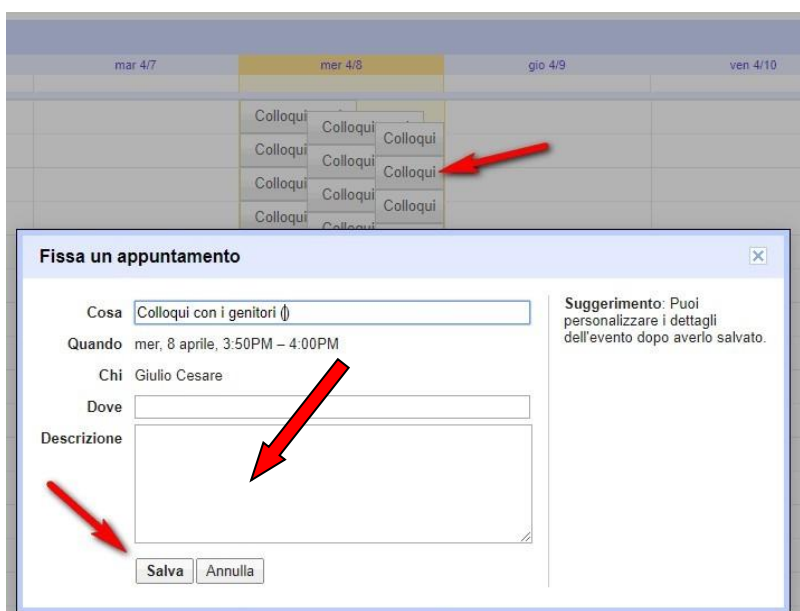 mar 4/7 mer 4/8 gio 4/9 ven 4/10
Colloqui
Colloqui
Colloqui
Colloqui
Colloqui
Colloqui
Colloqui
Colloqui
Colloqui
Colloqui
Colloqui
Fissa un appuntamento
Cosa Colloqui con i genitori ()
Quando mer, 8 aprile, 3:50PM – 4:00PM
Chi Giulio Cesare
Dove
Descrizione
Salva Annulla
Suggerimento: Puoi
personalizzare i dettagli
dell'evento dopo averlo salvato.